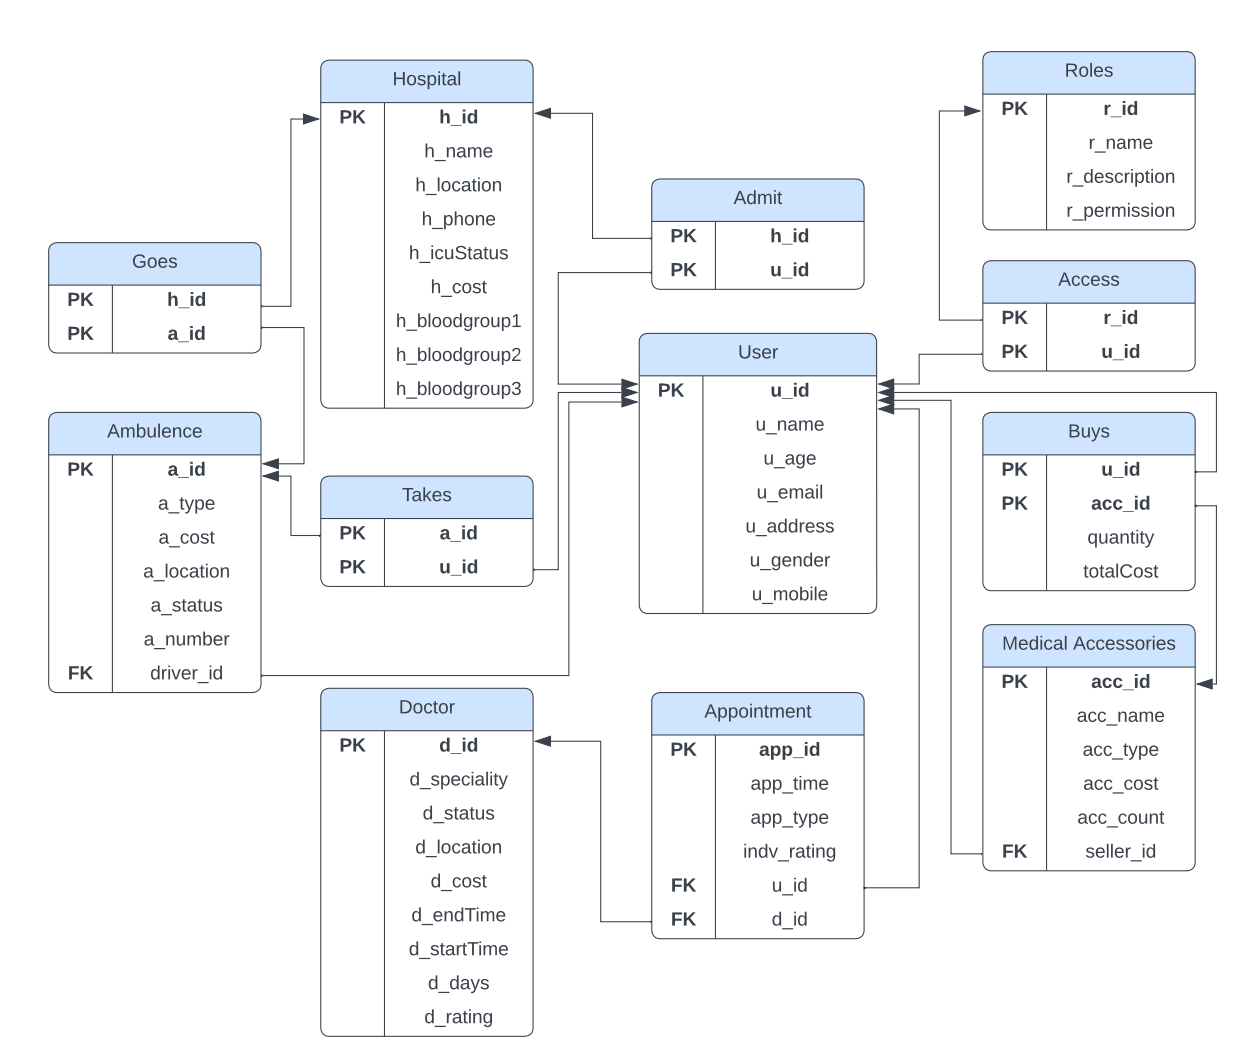 Hospital
PK h_id
h_name
h_location
h_phone
h_icuStatus
h_cost
h_bloodgroup1
h_bloodgroup2
h_bloodgroup3
Roles
PK r_id
r_name
r_description
r_permission
Admit
PK h_id
PK u_id
Goes
PK h_id
PK a_id
Access
PK r_id
PK u_id
User
PK u_id
u_name
u_age
u_email
u_address
u_gender
u_mobile
Ambulence
PK a_id
a_type
a_cost
a_location
a_status
a_number
FK driver_id
Takes
PK a_id
PK u_id
Buys
PK u_id
PK acc_id
quantity
totalCost
Medical Accessories
PK acc_id
acc_name
acc_type
acc_cost
acc_count
FK seller_id
Doctor
PK d_id
d_speciality
d_status
d_location
d_cost
d_endTime
d_startTime
d_days
d_rating
Appointment
PK app_id
app_time
app_type
indv_rating
FK u_id
FK d_id